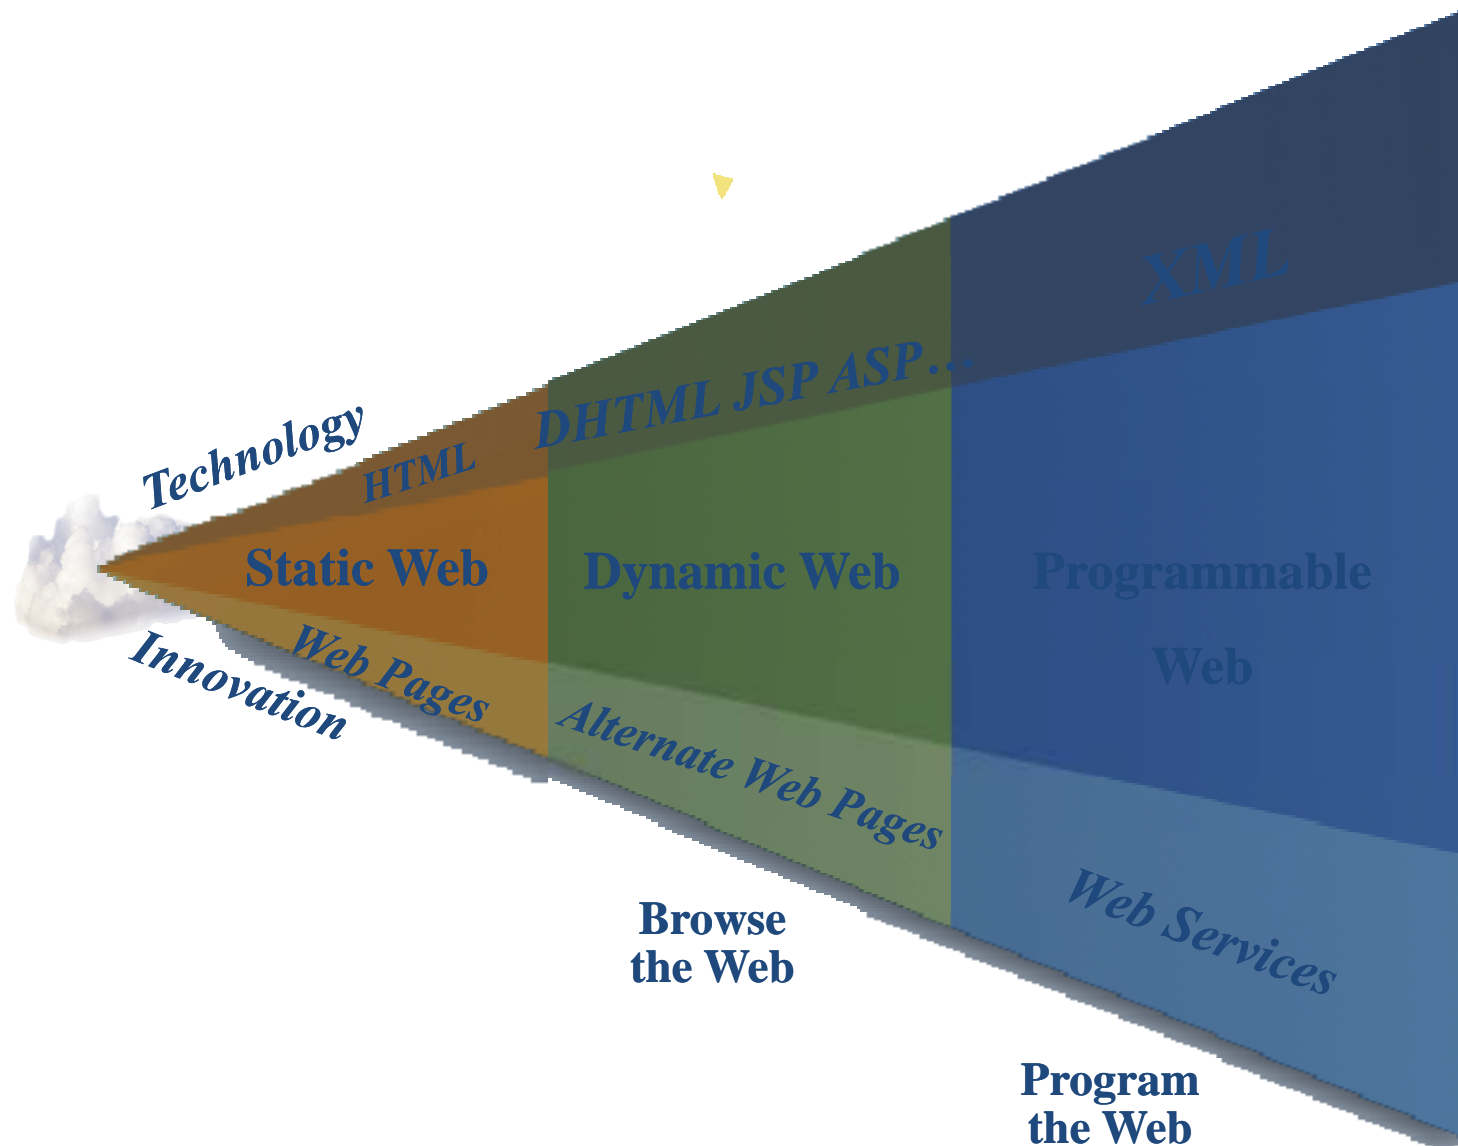 Technology
HTML
DHTML JSP ASP…
XML
Static Web
Dynamic Web
Programmable
Web
Innovation
Web Pages
Alternate Web Pages
Web Services
Browse
the Web
Program
the Web